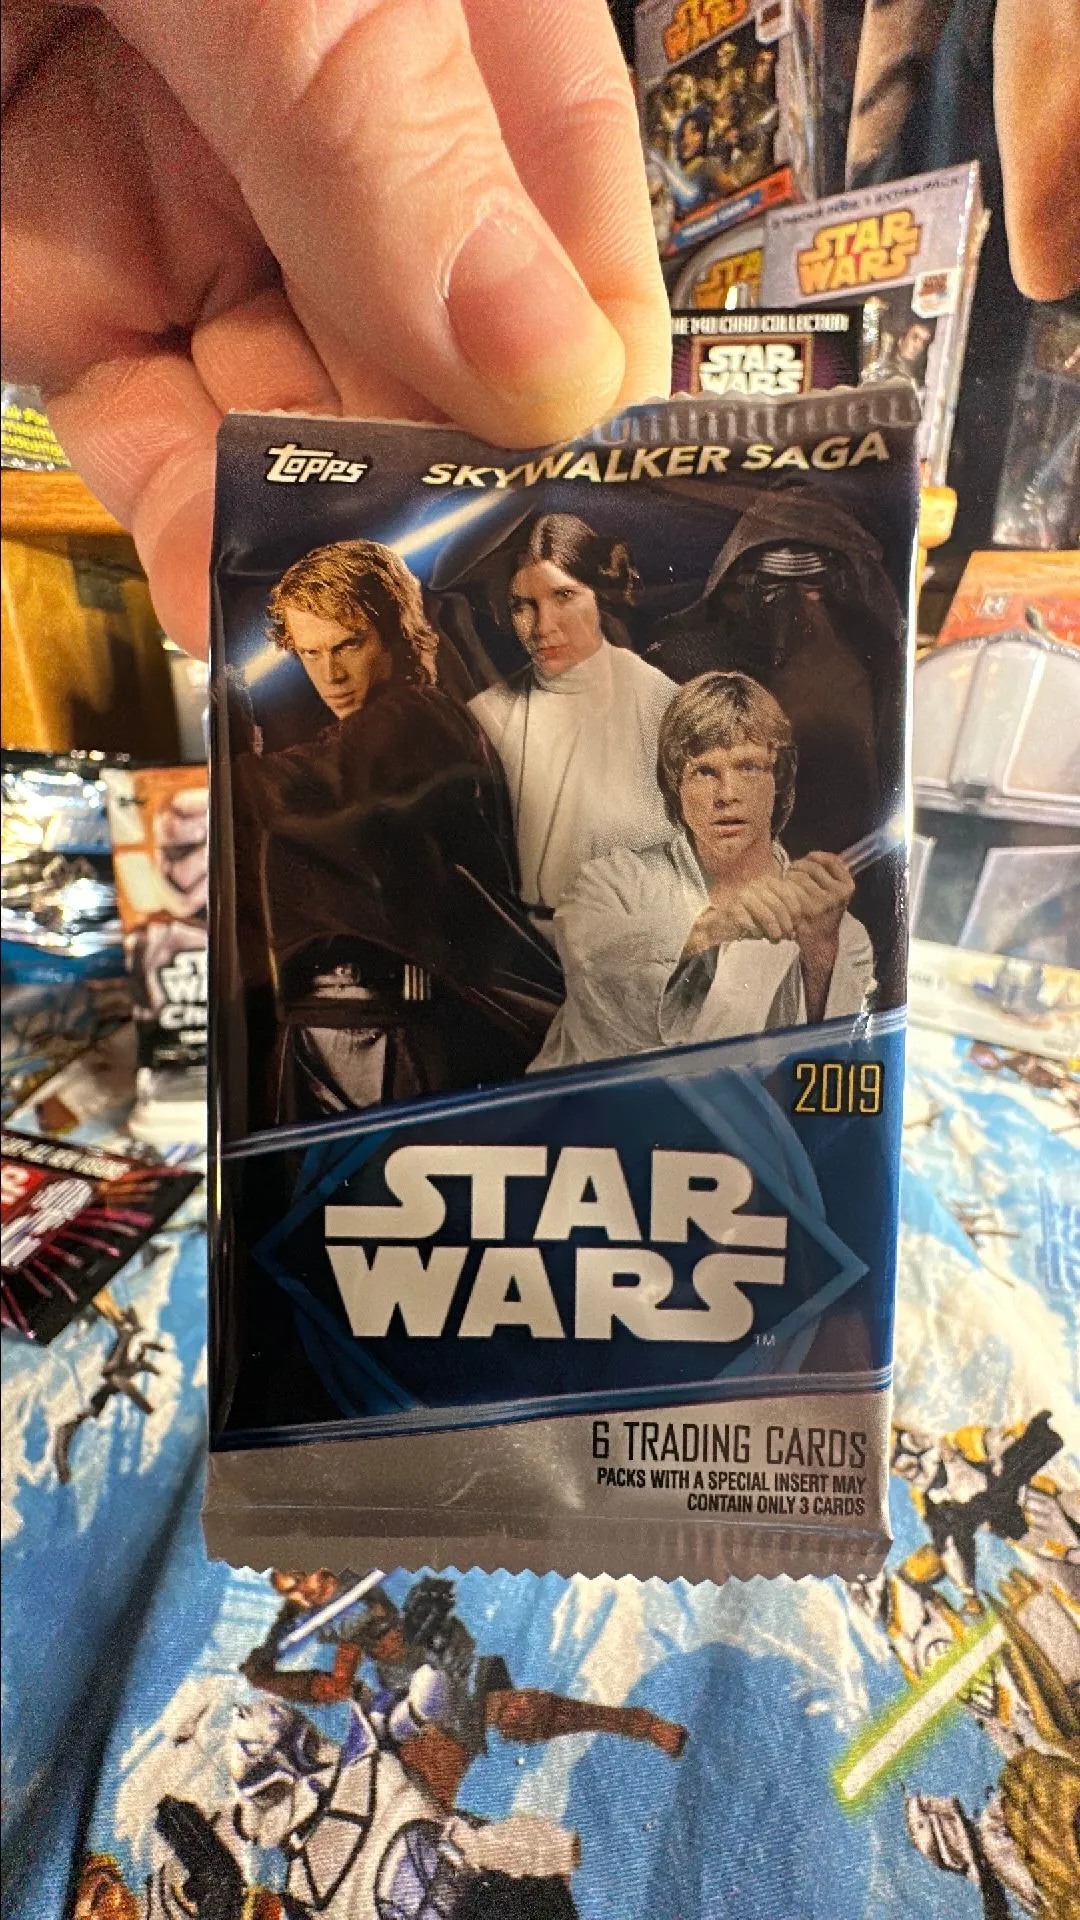 STAR
WARS
STAR
WARS
STA
THE CARD COLLECTION
STAR
WARS
topps
SKYWALKER SAGA
2019
STAR
WARS
TM
6 TRADING CARDS
PACKS WITH A SPECIAL INSERT MAY
CONTAIN ONLY 3 CARDS